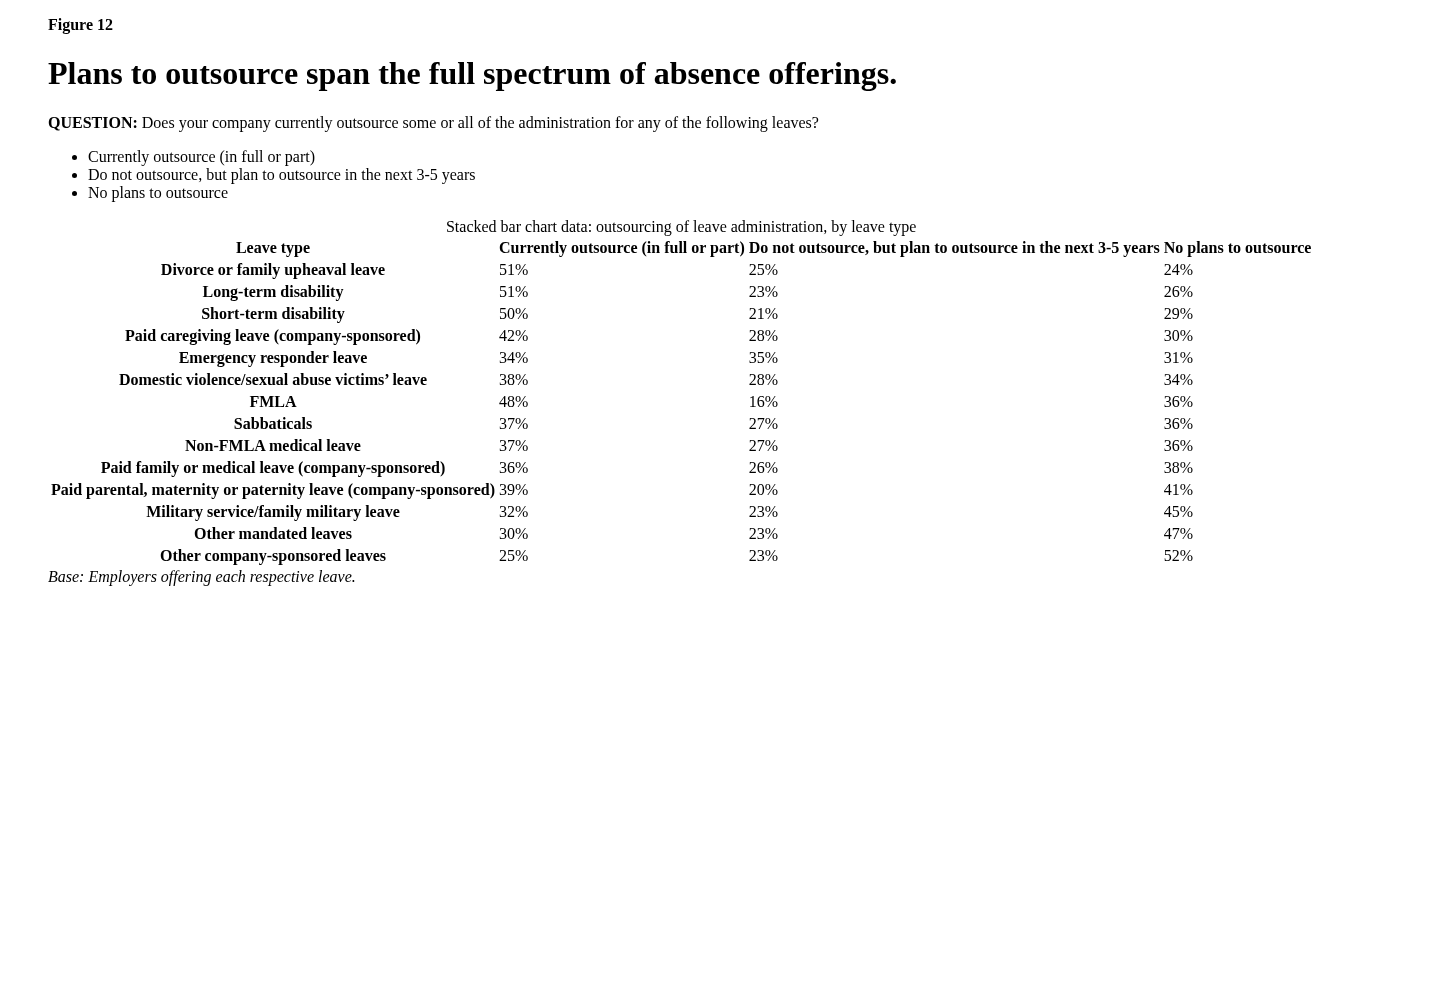 Figure 12
Plans to outsource span the full spectrum of absence offerings.
QUESTION: Does your company currently outsource some or all of the administration for any of the following leaves?
• Currently outsource (in full or part)
• Do not outsource, but plan to outsource in the next 3-5 years
• No plans to outsource
Stacked bar chart data: outsourcing of leave administration, by leave type
Leave type Currently outsource (in full or part) Do not outsource, but plan to outsource in the next 3-5 years No plans to outsource
Divorce or family upheaval leave 51% 25% 24%
Long-term disability 51% 23% 26%
Short-term disability 50% 21% 29%
Paid caregiving leave (company-sponsored) 42% 28% 30%
Emergency responder leave 34% 35% 31%
Domestic violence/sexual abuse victims’ leave 38% 28% 34%
FMLA 48% 16% 36%
Sabbaticals 37% 27% 36%
Non-FMLA medical leave 37% 27% 36%
Paid family or medical leave (company-sponsored) 36% 26% 38%
Paid parental, maternity or paternity leave (company-sponsored) 39% 20% 41%
Military service/family military leave 32% 23% 45%
Other mandated leaves 30% 23% 47%
Other company-sponsored leaves 25% 23% 52%
Base: Employers offering each respective leave.